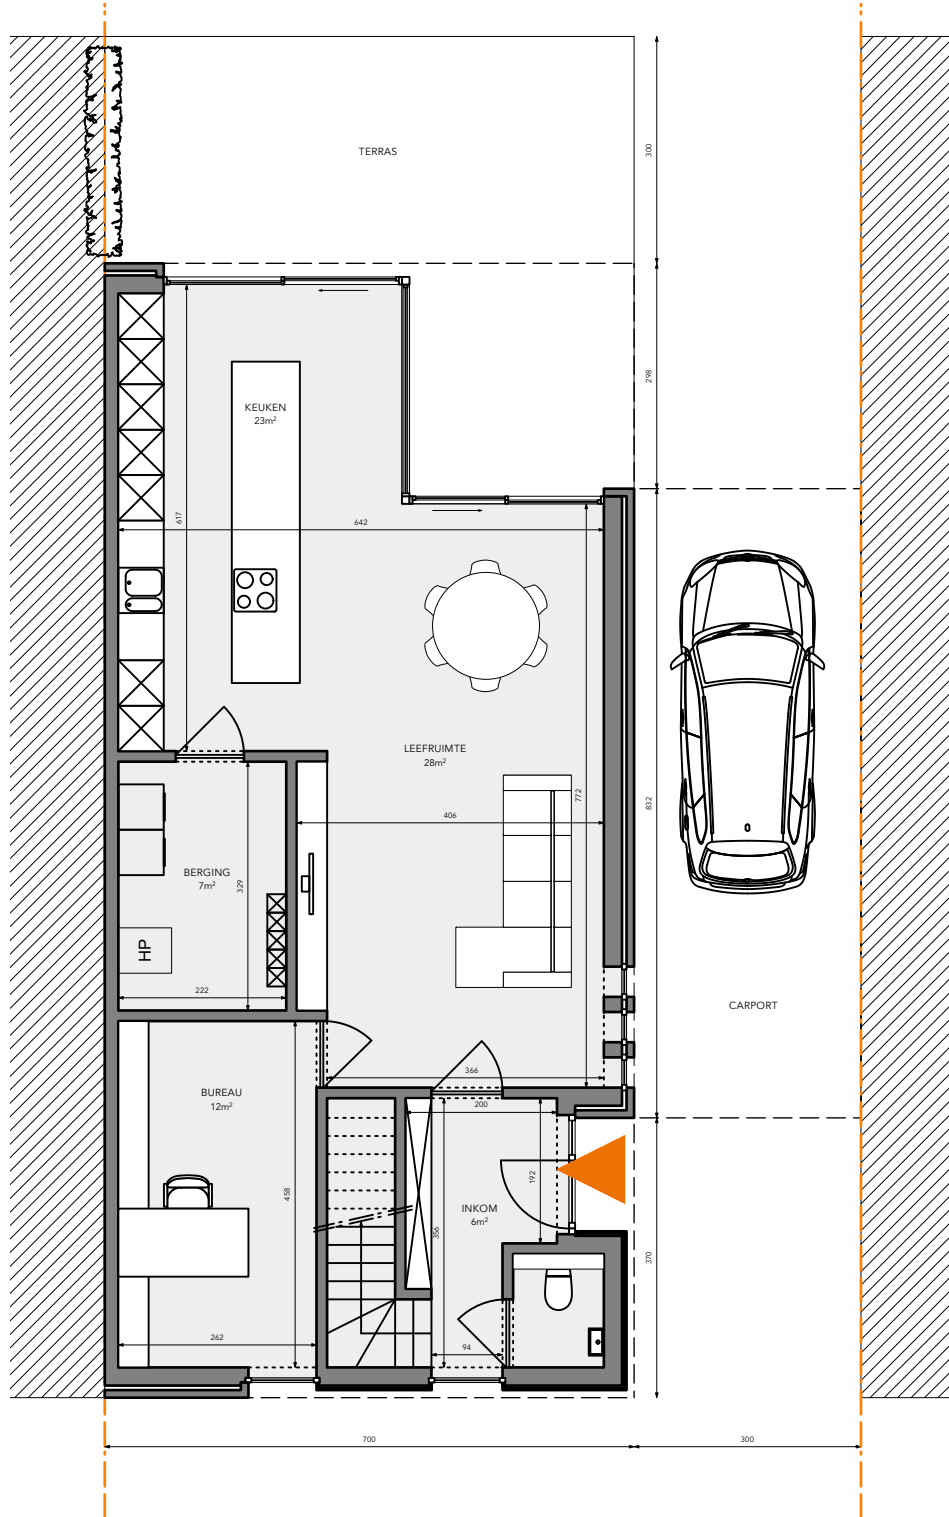 TERRAS
300
298
KEUKEN
23m²
617
642
LEEFRUIMTE
28m²
772
832
406
BERGING
7m²
329
HP
222
CARPORT
366
BUREAU
12m²
200
192
458
INKOM
6m²
356
370
262
94
700
300